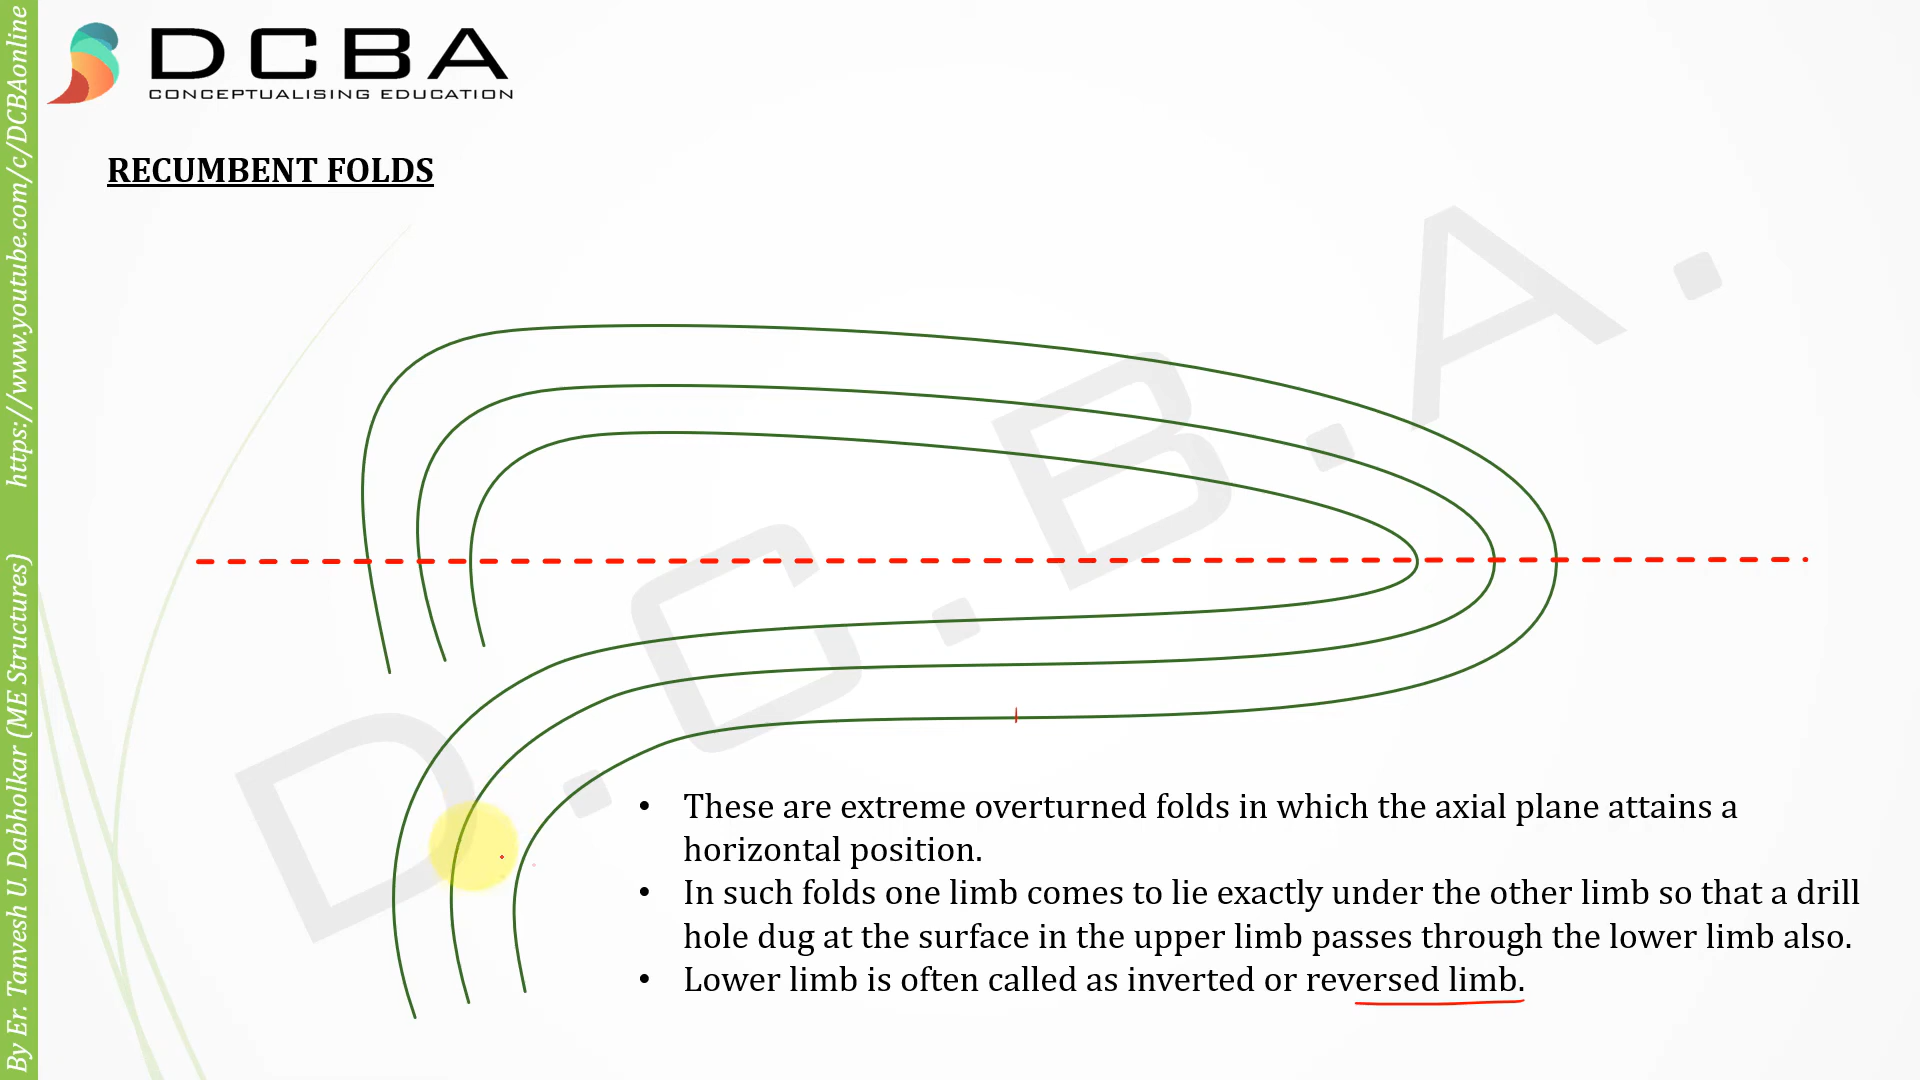 DCBA
CONCEPTUALISING EDUCATION
RECUMBENT FOLDS
D.C.B.A.
• These are extreme overturned folds in which the axial plane attains a
horizontal position.
• In such folds one limb comes to lie exactly under the other limb so that a drill
hole dug at the surface in the upper limb passes through the lower limb also.
• Lower limb is often called as inverted or reversed limb.
By Er. Tanvesh U. Dabholkar (ME Structures) https://www.youtube.com/c/DCBAonline